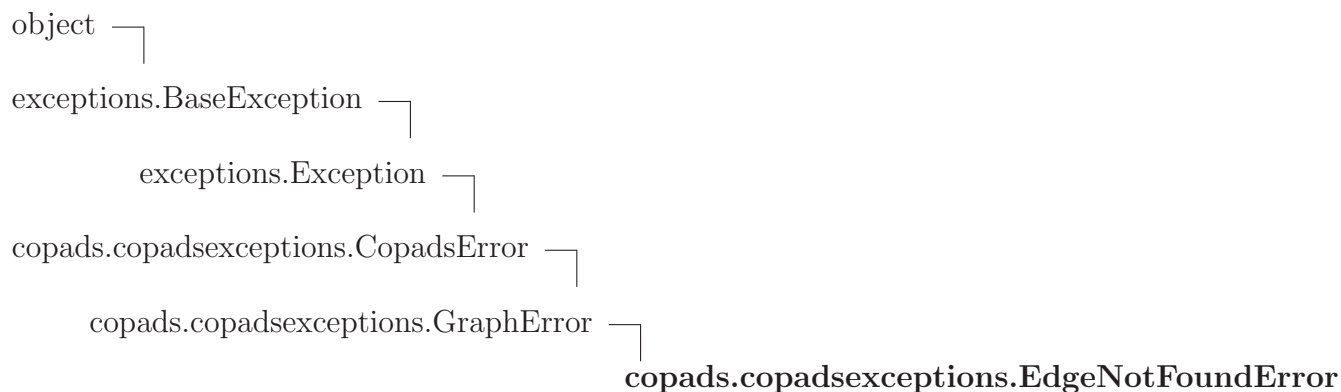 object
exceptions.BaseException
exceptions.Exception
copads.copadsexceptions.CopadsError
copads.copadsexceptions.GraphError
copads.copadsexceptions.EdgeNotFoundError